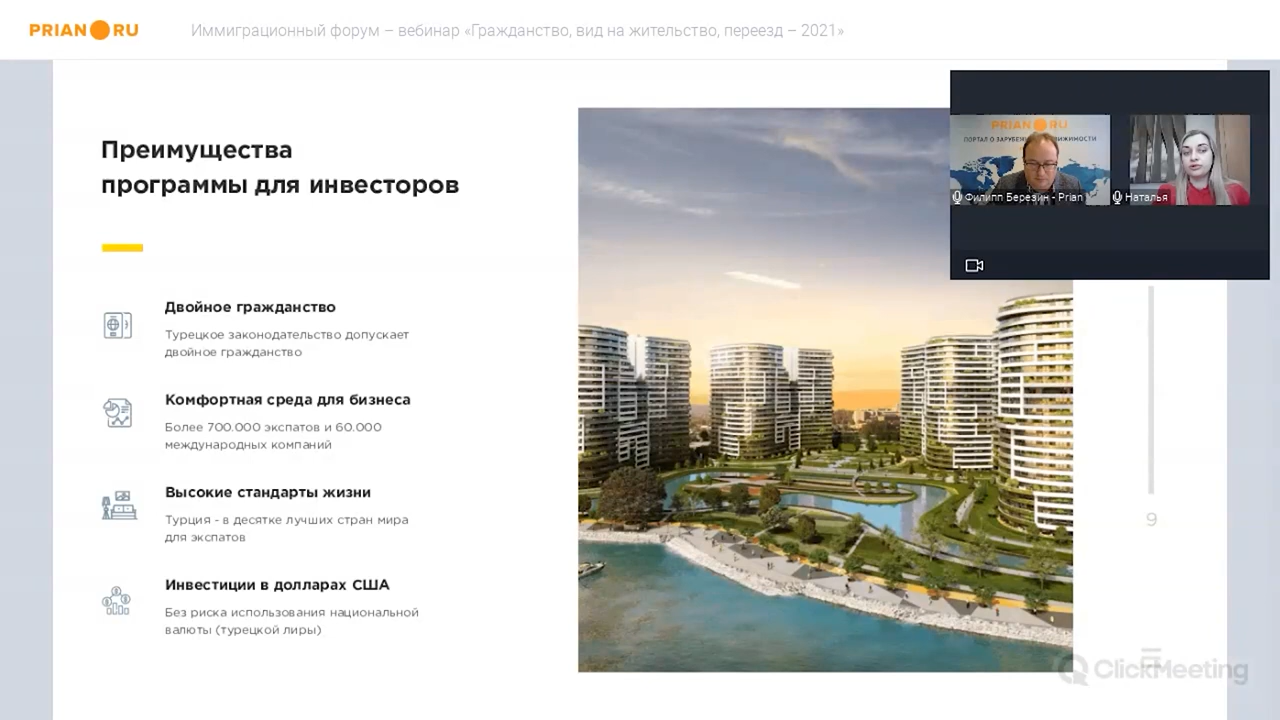 PRIAN RU
Иммиграционный форум – вебинар «Гражданство, вид на жительство, переезд – 2021»
Преимущества
программы для инвесторов
Двойное гражданство
Турецкое законодательство допускает
двойное гражданство
Комфортная среда для бизнеса
Более 700.000 экспатов и 60.000
международных компаний
Высокие стандарты жизни
Турция - в десятке лучших стран мира
для экспатов
Инвестиции в долларах США
Без риска использования национальной
валюты (турецкой лиры)
PRIAN RU
Филипп Березин - Prian
Наталья
9
ClickMeeting